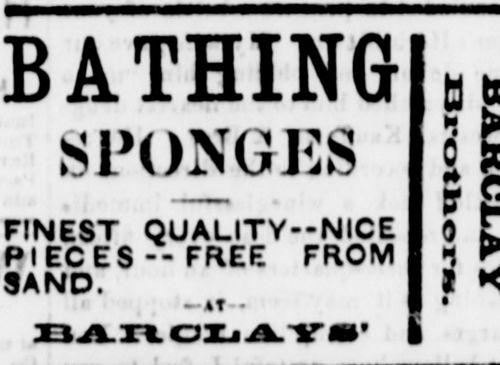 BATHING
SPONGES
FINEST QUALITY--NICE
PIECES -- FREE FROM
SAND.
—AT—
BARCLAYS'
BARCLAY
Brothers